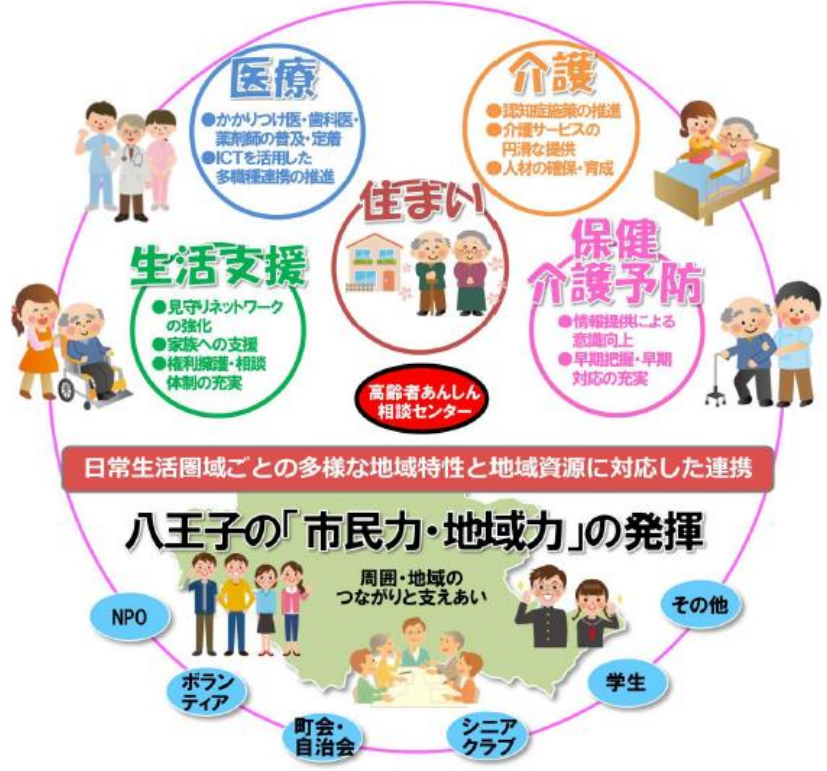 医療
●かかりつけ医・歯科医・
薬剤師の普及・定着
●ICTを活用した
多職種連携の推進
介護
●認知症施策の推進
●介護サービスの
円滑な提供
●人材の確保・育成
住まい
生活支援
●見守りネットワーク
の強化
●家族への支援
●権利擁護・相談
体制の充実
保健
介護予防
●情報提供による
意識向上
●早期把握・早期
対応の充実
高齢者あんしん
相談センター
日常生活圏域ごとの多様な地域特性と地域資源に対応した連携
八王子の「市民力・地域力」の発揮
周囲・地域の
つながりと支えあい
NPO
ボラン
ティア
町会・
自治会
シニア
クラブ
学生
その他